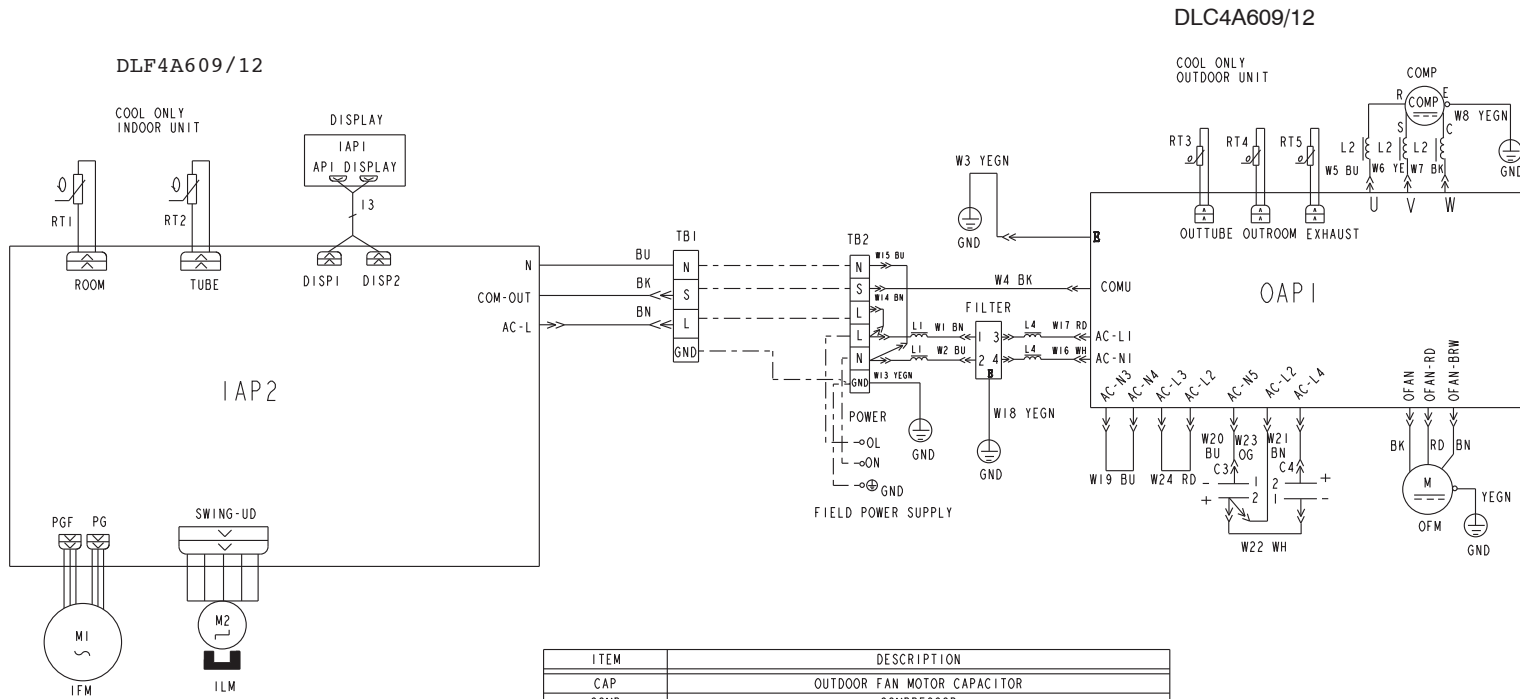 DLC4A609/12
DLF4A609/12
COOL ONLY
OUTDOOR UNIT
COMP
COOL ONLY
INDOOR UNIT
DISPLAY
IAP1
AP1 DISPLAY
13
RT1
RT2
ROOM
TUBE
DISP1
DISP2
R
COMP
E
W8 YEGN
S
C
GND
RT3
RT4
RT5
L2
L2
L2
W5 BU
W6 YE
W7 BK
U V W
OUTTUBE OUTROOM EXHAUST
W3 YEGN
GND
E
TB1
TB2
N
BU
N
N
W15 BU
COM-OUT
BK
S
S
W4 BK
COMU
AC-L
BN
L
L
W14 BN
FILTER
OAP1
L
L1
W1 BN
1 3
L4
W17 RD
AC-L1
GND
N
L1
W2 BU
2 4
L4
W16 WH
AC-N1
E
GND
W13 YEGN
IAP2
POWER
OL
ON
GND
FIELD POWER SUPPLY
GND
W18 YEGN
GND
AC-N3
AC-N4
AC-L3
AC-L2
AC-N5
AC-L2
AC-L4
OFAN
OFAN-RD
OFAN-BRW
W19 BU
W24 RD
W20
BU
W23
OG
W21
BN
C3
C4
- 1 2 +
+ 2 1 -
W22 WH
BK
RD
BN
M
YEGN
OFM
GND
PGF
PG
SWING-UD
M1
M2
IFM
ILM
ITEM
DESCRIPTION
CAP
OUTDOOR FAN MOTOR CAPACITOR